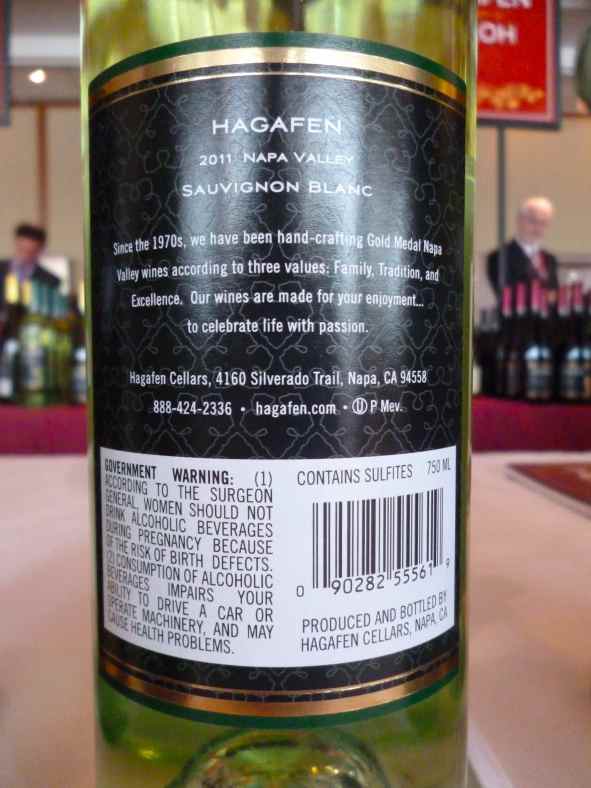 HAGAFEN
2011 NAPA VALLEY
SAUVIGNON BLANC
Since the 1970s, we have been hand-crafting Gold Medal Napa
Valley wines according to three values: Family, Tradition, and
Excellence. Our wines are made for your enjoyment...
to celebrate life with passion.
Hagafen Cellars, 4160 Silverado Trail, Napa, CA 94558
888-424-2336 • hagafen.com • Ⓤ P Mev.
GOVERNMENT WARNING: (1)
ACCORDING TO THE SURGEON
GENERAL, WOMEN SHOULD NOT
DRINK ALCOHOLIC BEVERAGES
DURING PREGNANCY BECAUSE
OF THE RISK OF BIRTH DEFECTS.
(2) CONSUMPTION OF ALCOHOLIC
BEVERAGES IMPAIRS YOUR
ABILITY TO DRIVE A CAR OR
OPERATE MACHINERY, AND MAY
CAUSE HEALTH PROBLEMS.
CONTAINS SULFITES 750 ML
0 90282 55561 9
PRODUCED AND BOTTLED BY
HAGAFEN CELLARS, NAPA, CA